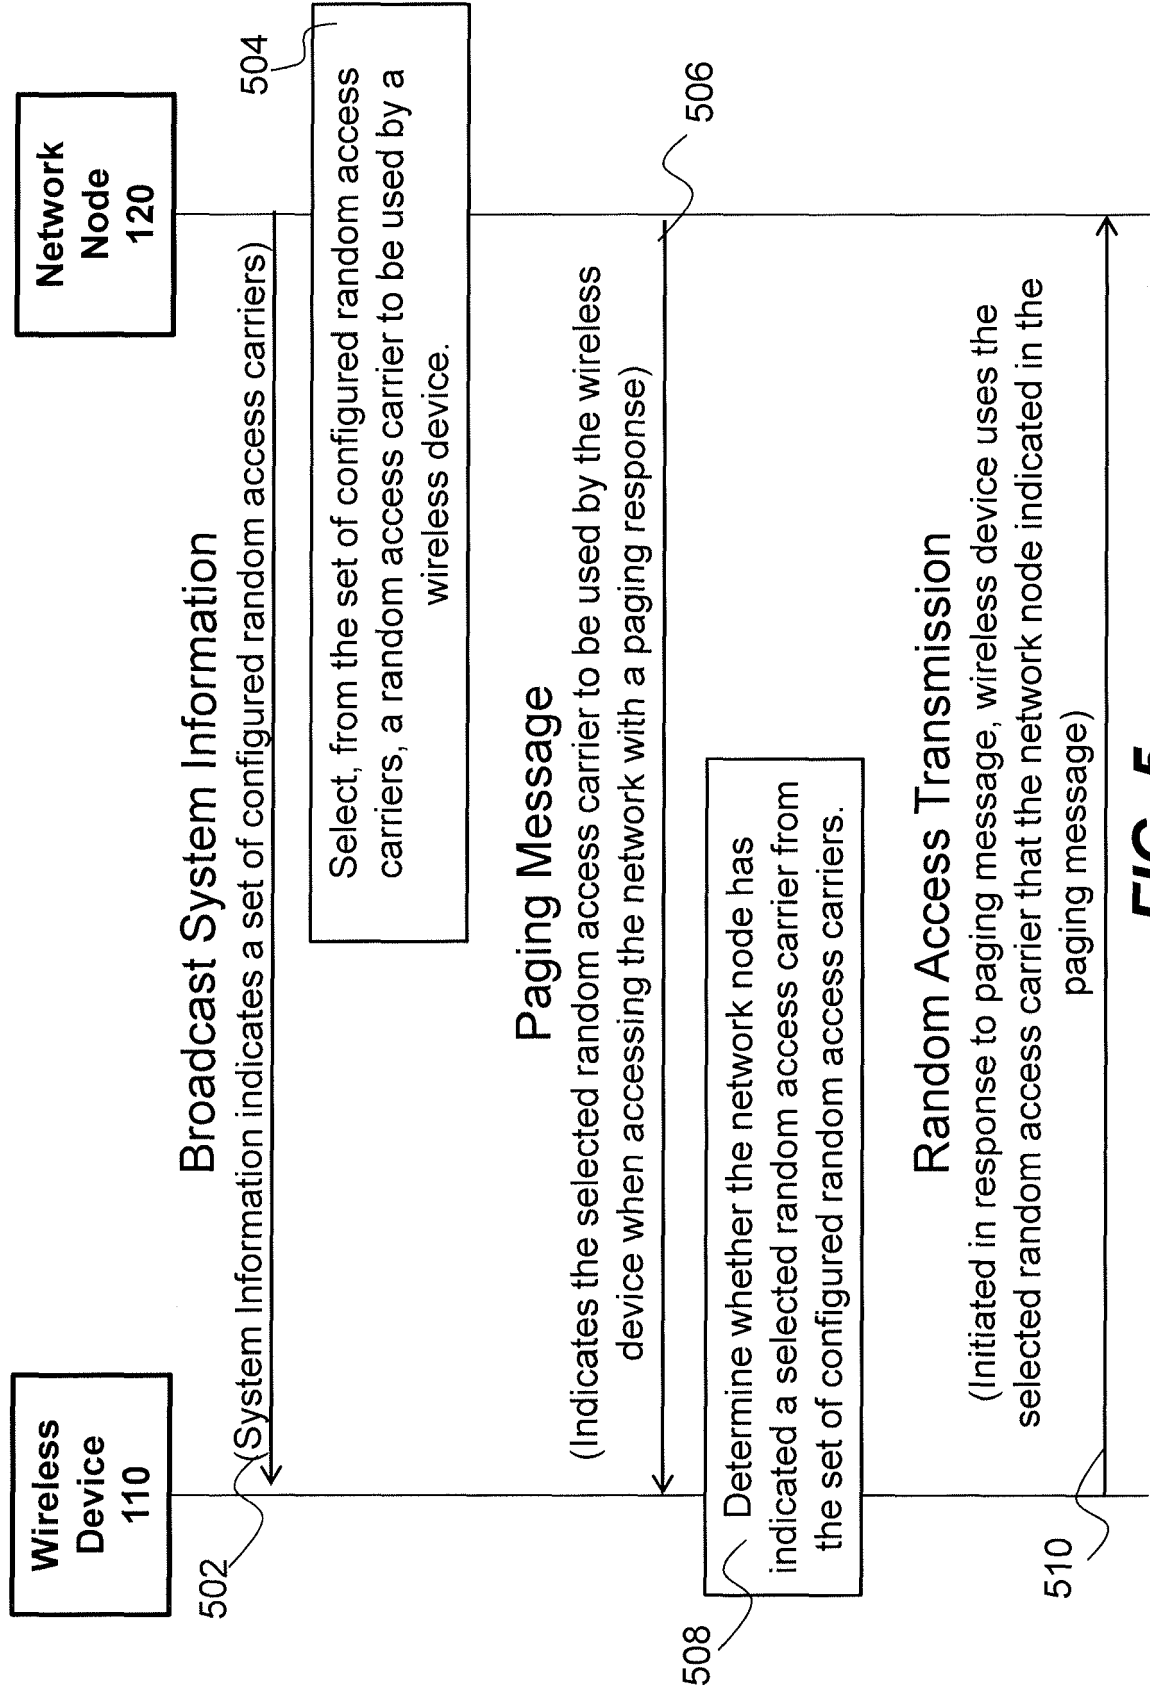 Wireless
Device
110
Network
Node
120
502
Broadcast System Information
(System Information indicates a set of configured random access carriers)
504
Select, from the set of configured random access
carriers, a random access carrier to be used by a
wireless device.
Paging Message
(Indicates the selected random access carrier to be used by the wireless
device when accessing the network with a paging response)
506
508
Determine whether the network node has
indicated a selected random access carrier from
the set of configured random access carriers.
Random Access Transmission
(Initiated in response to paging message, wireless device uses the
selected random access carrier that the network node indicated in the
paging message)
510
FIG. 5